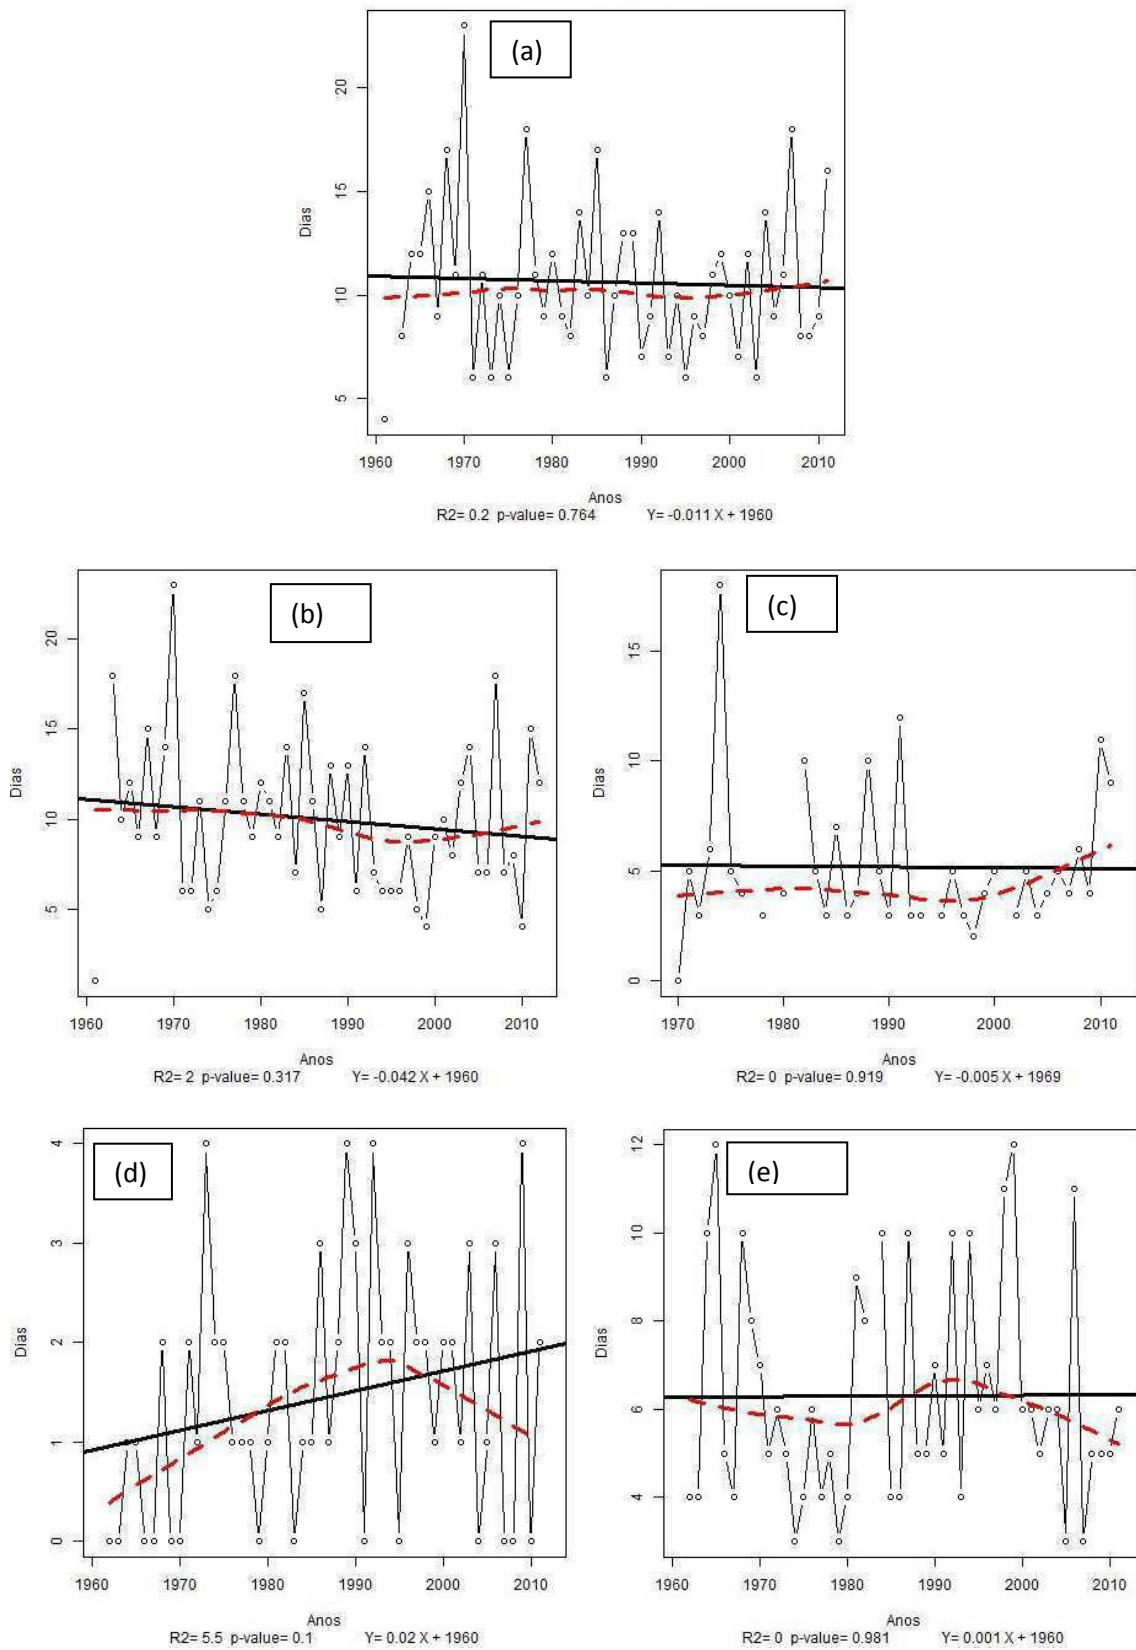 (a)
20
15
10
5
Dias
1960 1970 1980 1990 2000 2010
Anos
R2= 0.2 p-value= 0.764 Y= -0.011 X + 1960
(b)
20
15
10
5
Dias
1960 1970 1980 1990 2000 2010
Anos
R2= 2 p-value= 0.317 Y= -0.042 X + 1960
(c)
15
10
5
0
Dias
1970 1980 1990 2000 2010
Anos
R2= 0 p-value= 0.919 Y= -0.005 X + 1969
(d)
4
3
2
1
0
Dias
1960 1970 1980 1990 2000 2010
Anos
R2= 5.5 p-value= 0.1 Y= 0.02 X + 1960
(e)
12
10
8
6
4
Dias
1960 1970 1980 1990 2000 2010
Anos
R2= 0 p-value= 0.981 Y= 0.001 X + 1960